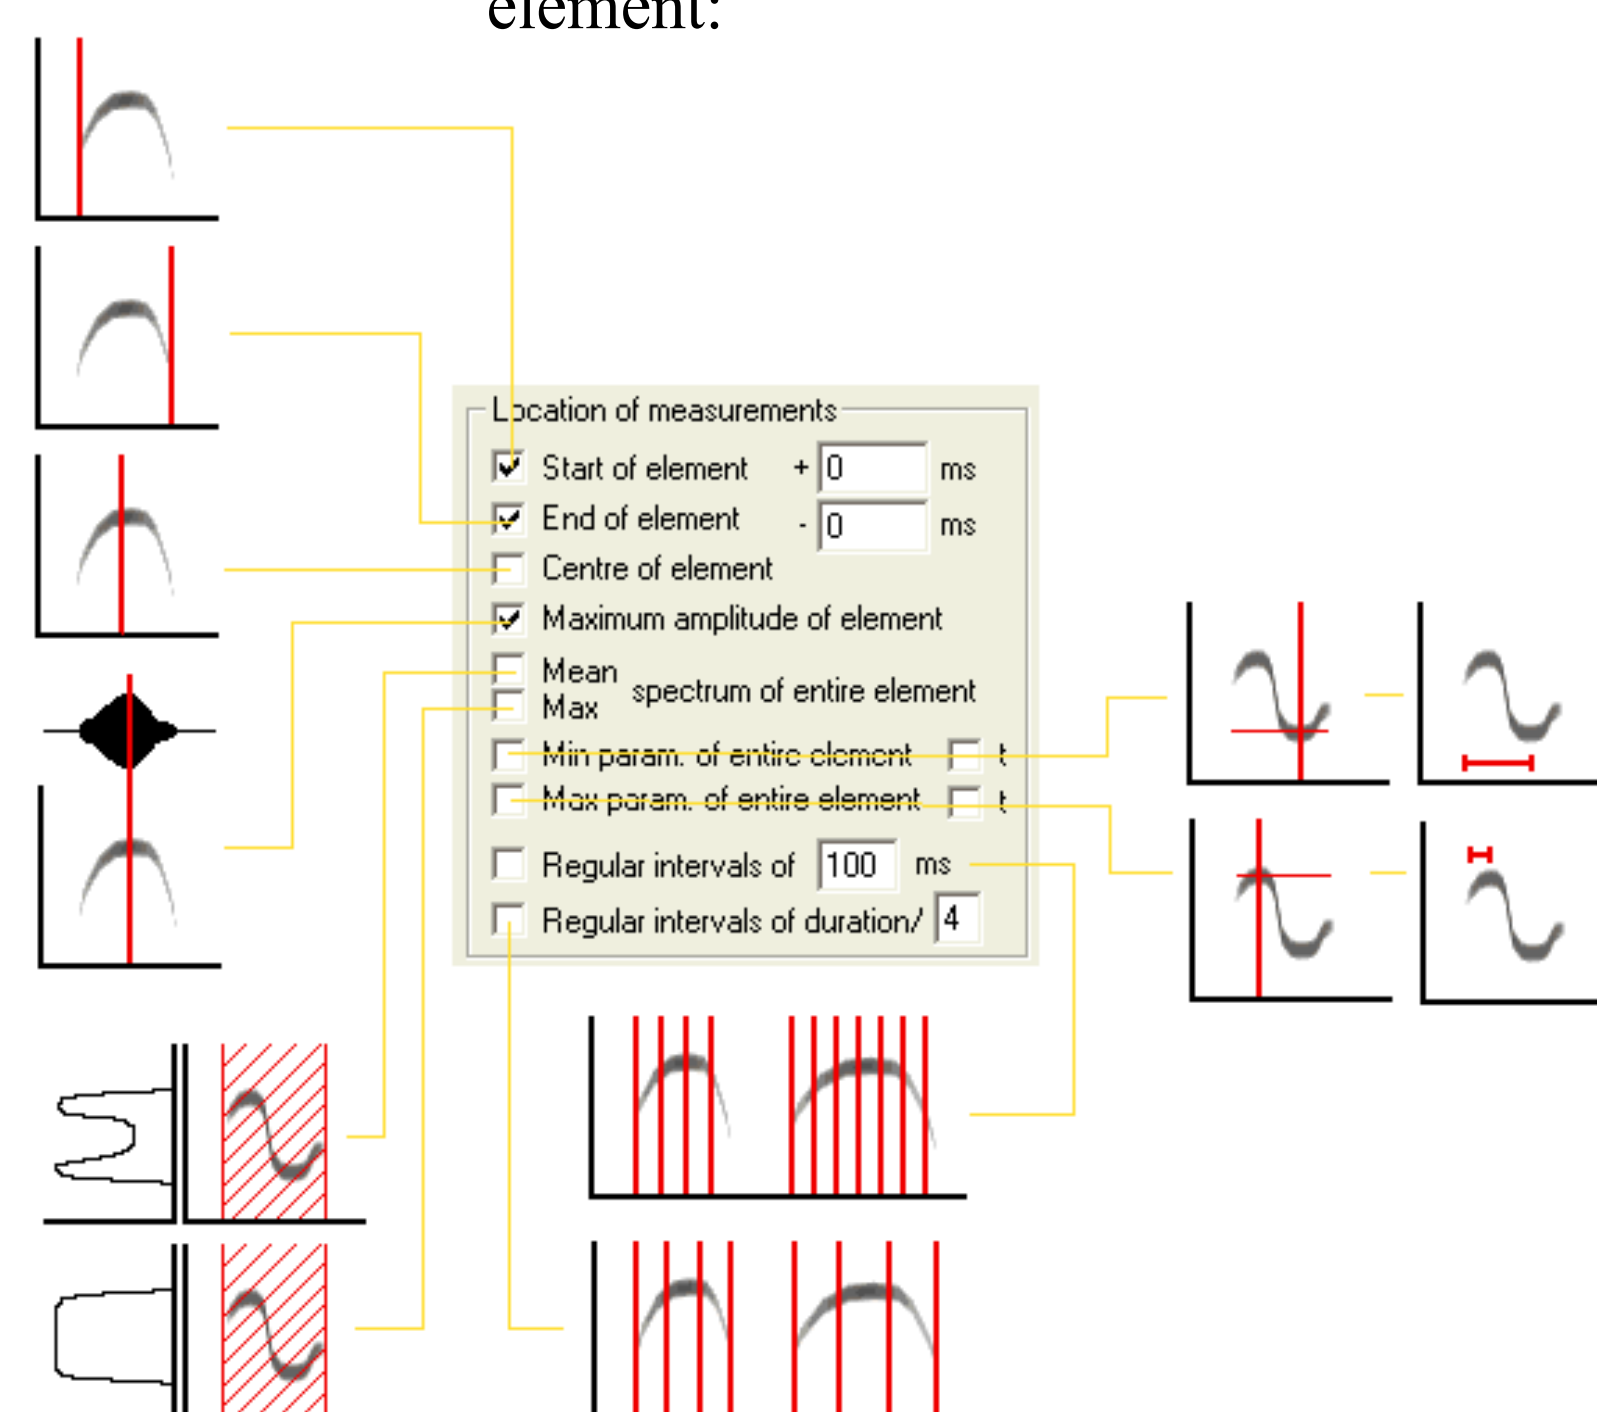 element:
Location of measurements
Start of element + 0 ms
End of element - 0 ms
Centre of element
Maximum amplitude of element
Mean
spectrum of entire element
Max
Min param. of entire element t
Max param. of entire element t
Regular intervals of 100 ms
Regular intervals of duration/ 4